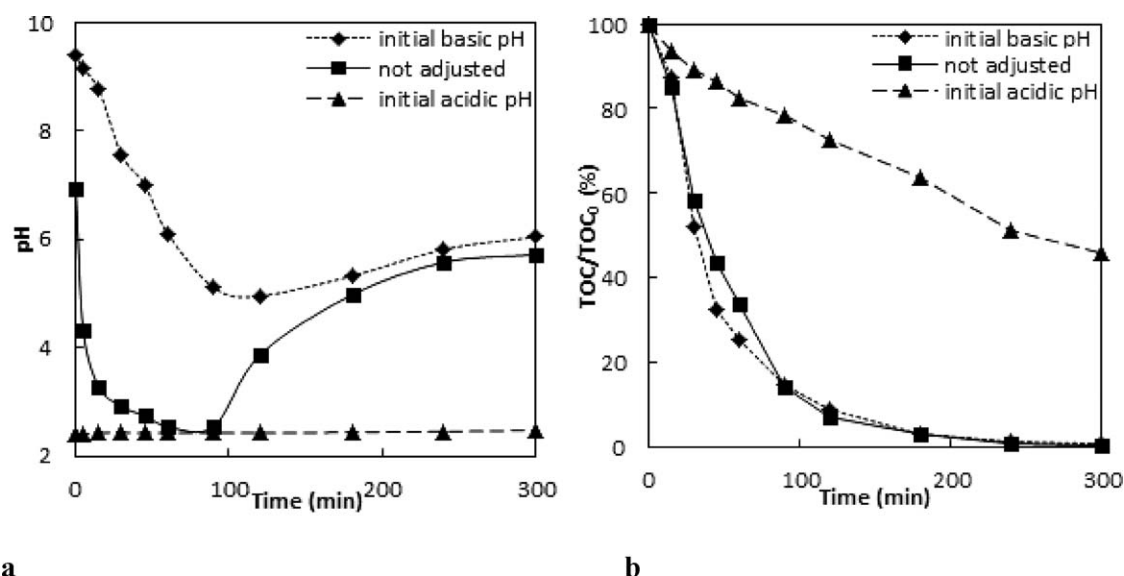 10
8
6
4
2
pH
0
100
200
300
Time (min)
initial basic pH
not adjusted
initial acidic pH
a
100
80
60
40
20
0
TOC/TOC₀ (%)
0
100
200
300
Time (min)
initial basic pH
not adjusted
initial acidic pH
b